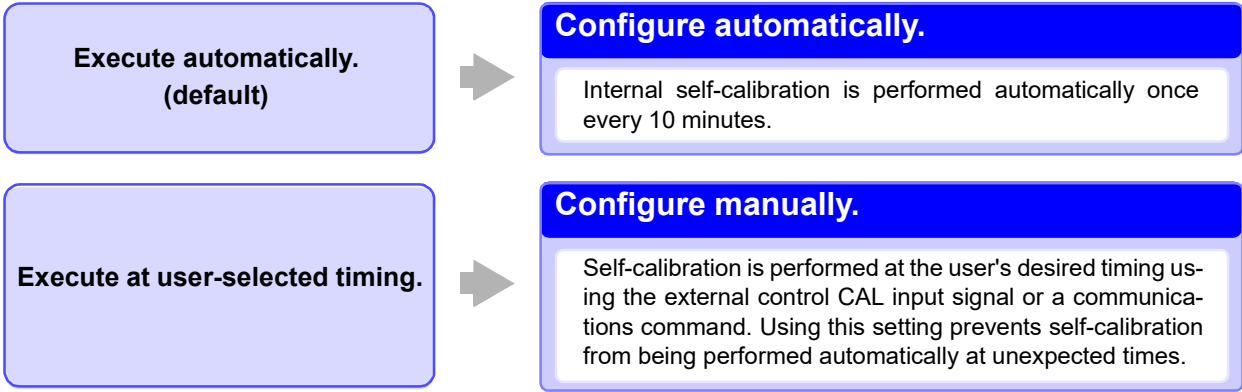 Execute automatically.
(default)
Configure automatically.
Internal self-calibration is performed automatically once
every 10 minutes.
Execute at user-selected timing.
Configure manually.
Self-calibration is performed at the user's desired timing us-
ing the external control CAL input signal or a communica-
tions command. Using this setting prevents self-calibration
from being performed automatically at unexpected times.